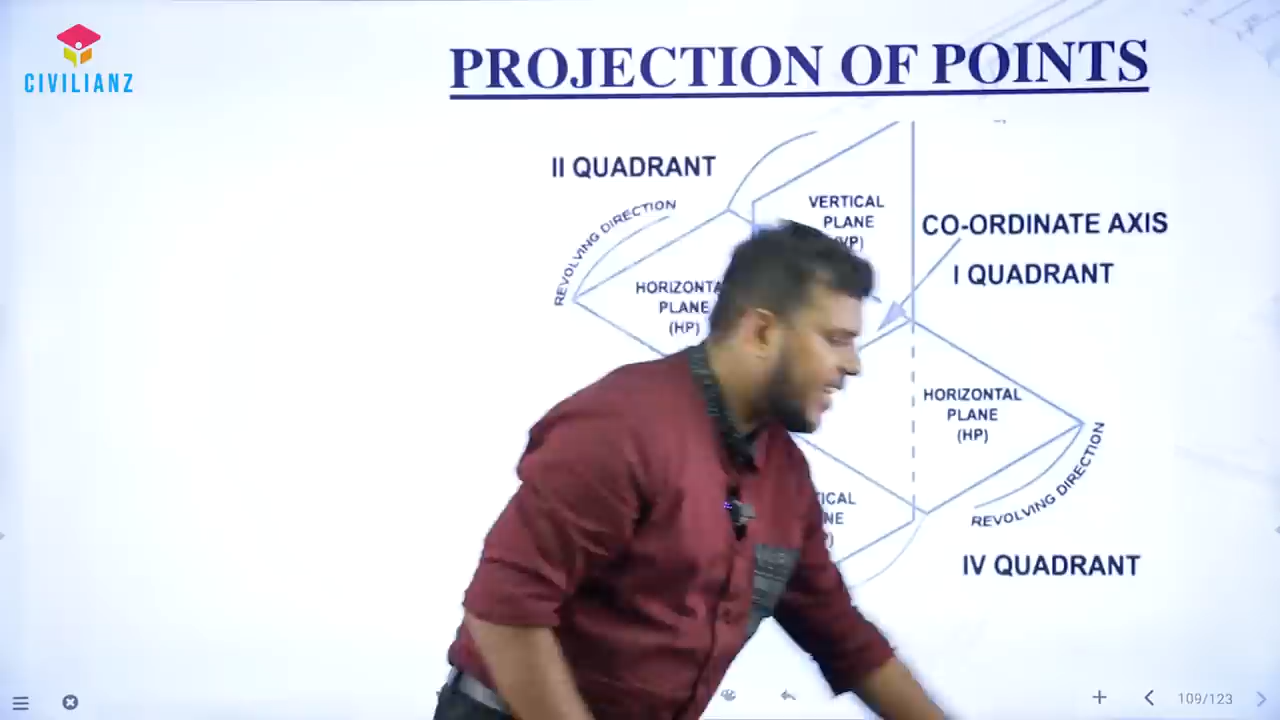 CIVILIANZ
PROJECTION OF POINTS
II QUADRANT
REVOLVING DIRECTION
VERTICAL
PLANE
CO-ORDINATE AXIS
I QUADRANT
PLANE
(HP)
HORIZONTAL
PLANE
(HP)
REVOLVING DIRECTION
IV QUADRANT
109/123